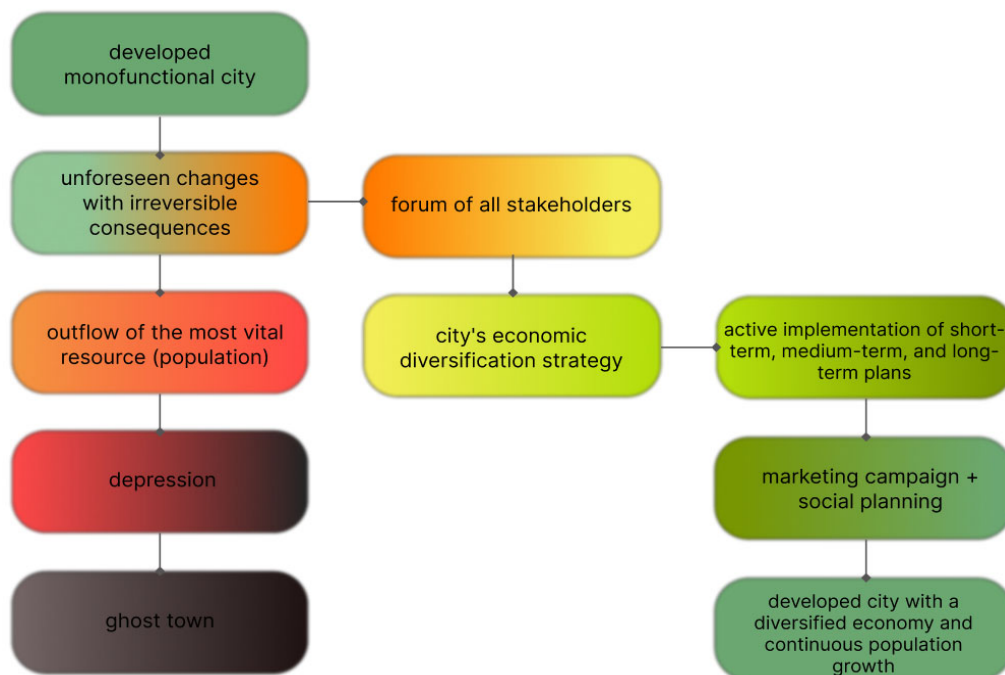 developed
monofunctional city
unforeseen changes
with irreversible
consequences
forum of all stakeholders
outflow of the most vital
resource (population)
city's economic
diversification strategy
active implementation of short-
term, medium-term, and long-
term plans
depression
marketing campaign +
social planning
ghost town
developed city with a
diversified economy and
continuous population
growth